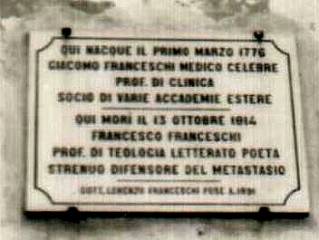 QUI NACQUE IL PRIMO MARZO 1776
GIACOMO FRANCESCHI MEDICO CELEBRE
PROF. DI CLINICA
SOCIO DI VARIE ACCADEMIE ESTERE
QUI MORÌ IL 13 OTTOBRE 1914
FRANCESCO FRANCESCHI
PROF. DI TEOLOGIA LETTERATO POETA
STRENUO DIFENSORE DEL METASTASIO
DOTT. LORENZO FRANCESCHI POSE A. 1931